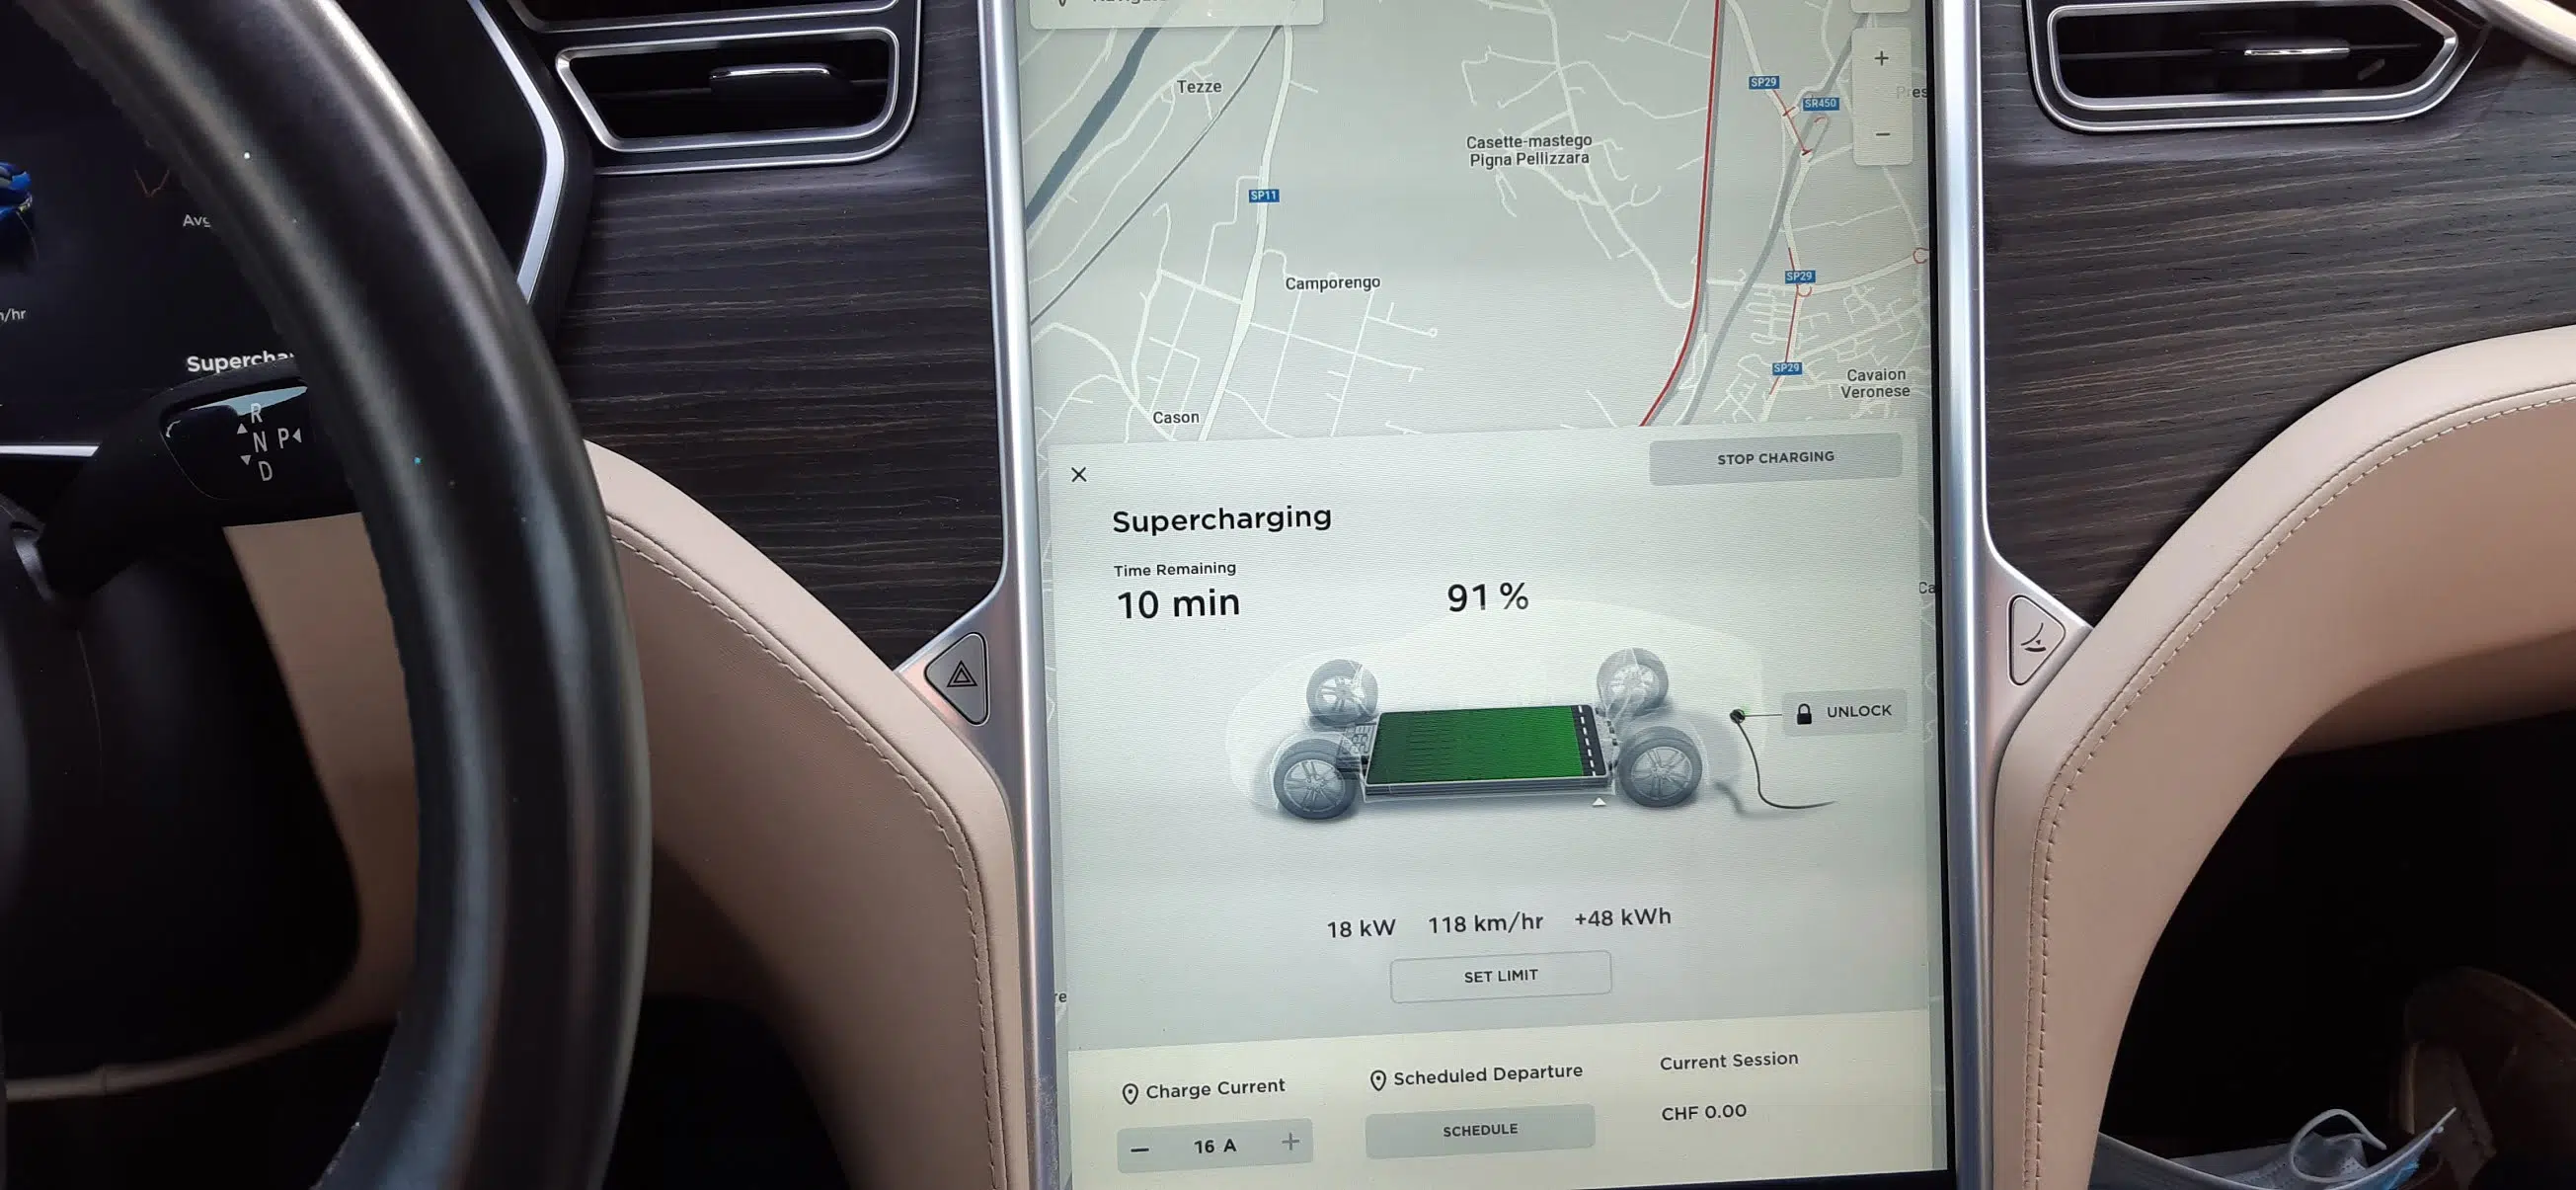 Tezze
SP29
SR450
Casette-mastego
Pigna Pellizzara
SP11
Avg
SP29
Camporengo
/hr
Supercha
SP29
Cavaion
Veronese
Cason
R
N P
D
STOP CHARGING
Supercharging
Time Remaining
10 min
91 %
UNLOCK
18 kW 118 km/hr +48 kWh
SET LIMIT
Charge Current
Scheduled Departure
Current Session
− 16 A +
SCHEDULE
CHF 0.00